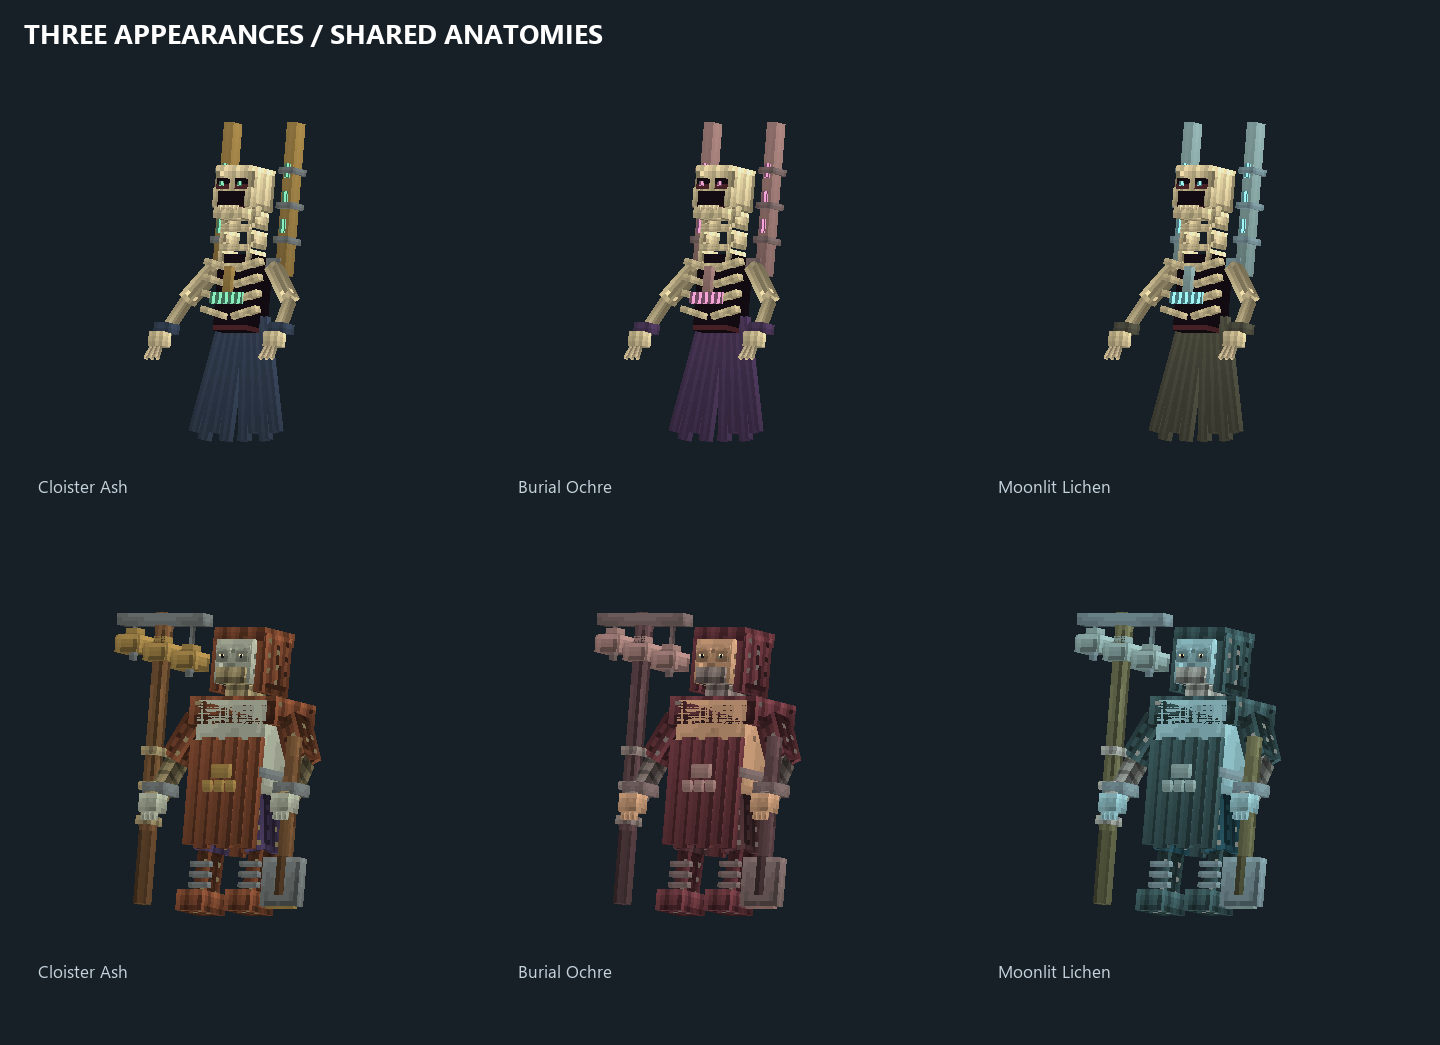 THREE APPEARANCES / SHARED ANATOMIES
Cloister Ash
Burial Ochre
Moonlit Lichen
Cloister Ash
Burial Ochre
Moonlit Lichen